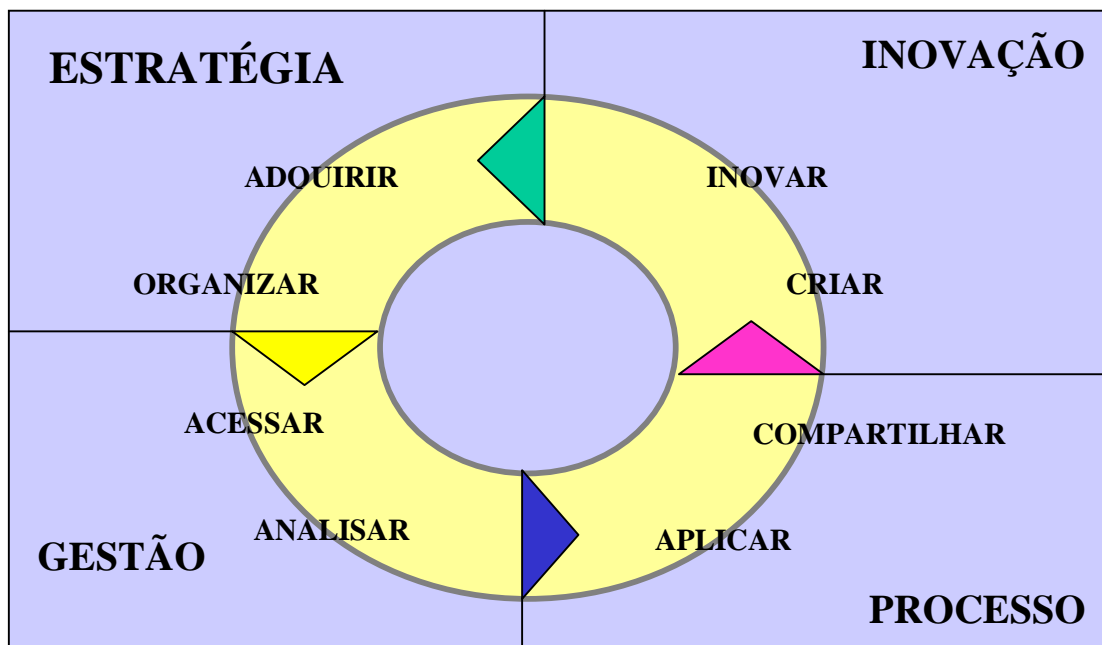 ESTRATÉGIA
INOVAÇÃO
ADQUIRIR
INOVAR
ORGANIZAR
CRIAR
ACESSAR
COMPARTILHAR
ANALISAR
APLICAR
GESTÃO
PROCESSO